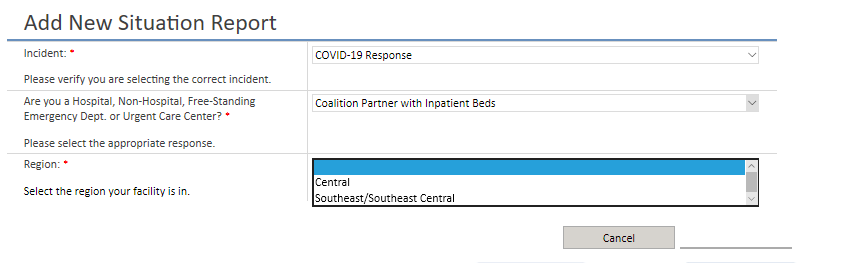 Add New Situation Report
Incident: *
COVID-19 Response
Please verify you are selecting the correct incident.
Are you a Hospital, Non-Hospital, Free-Standing
Emergency Dept. or Urgent Care Center? *
Coalition Partner with Inpatient Beds
Please select the appropriate response.
Region: *
Select the region your facility is in.
Central
Southeast/Southeast Central
Cancel